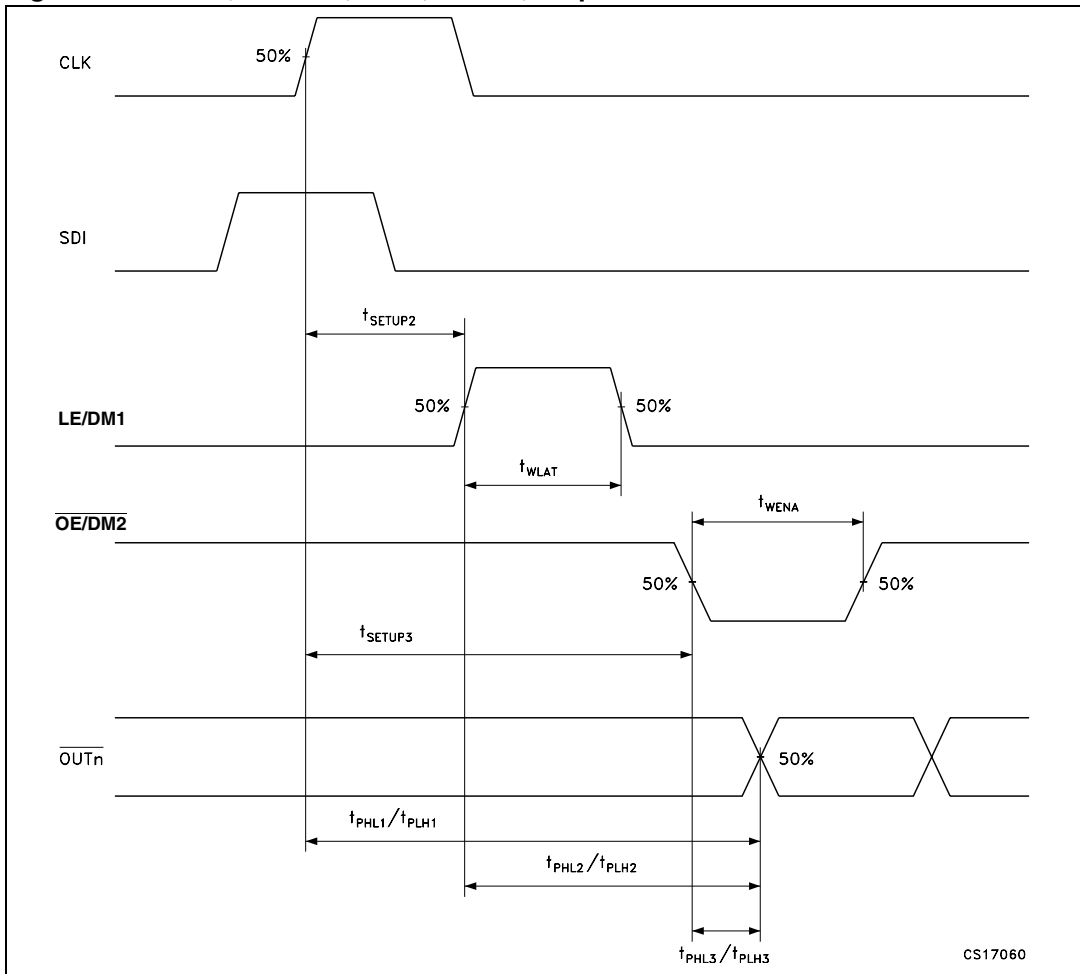 CLK
50%
SDI
tSETUP2
LE/DM1
50%
50%
tWLAT
OE/DM2
tWENA
50%
50%
tSETUP3
OUTn
50%
tPHL1/tPLH1
tPHL2/tPLH2
tPHL3/tPLH3
CS17060